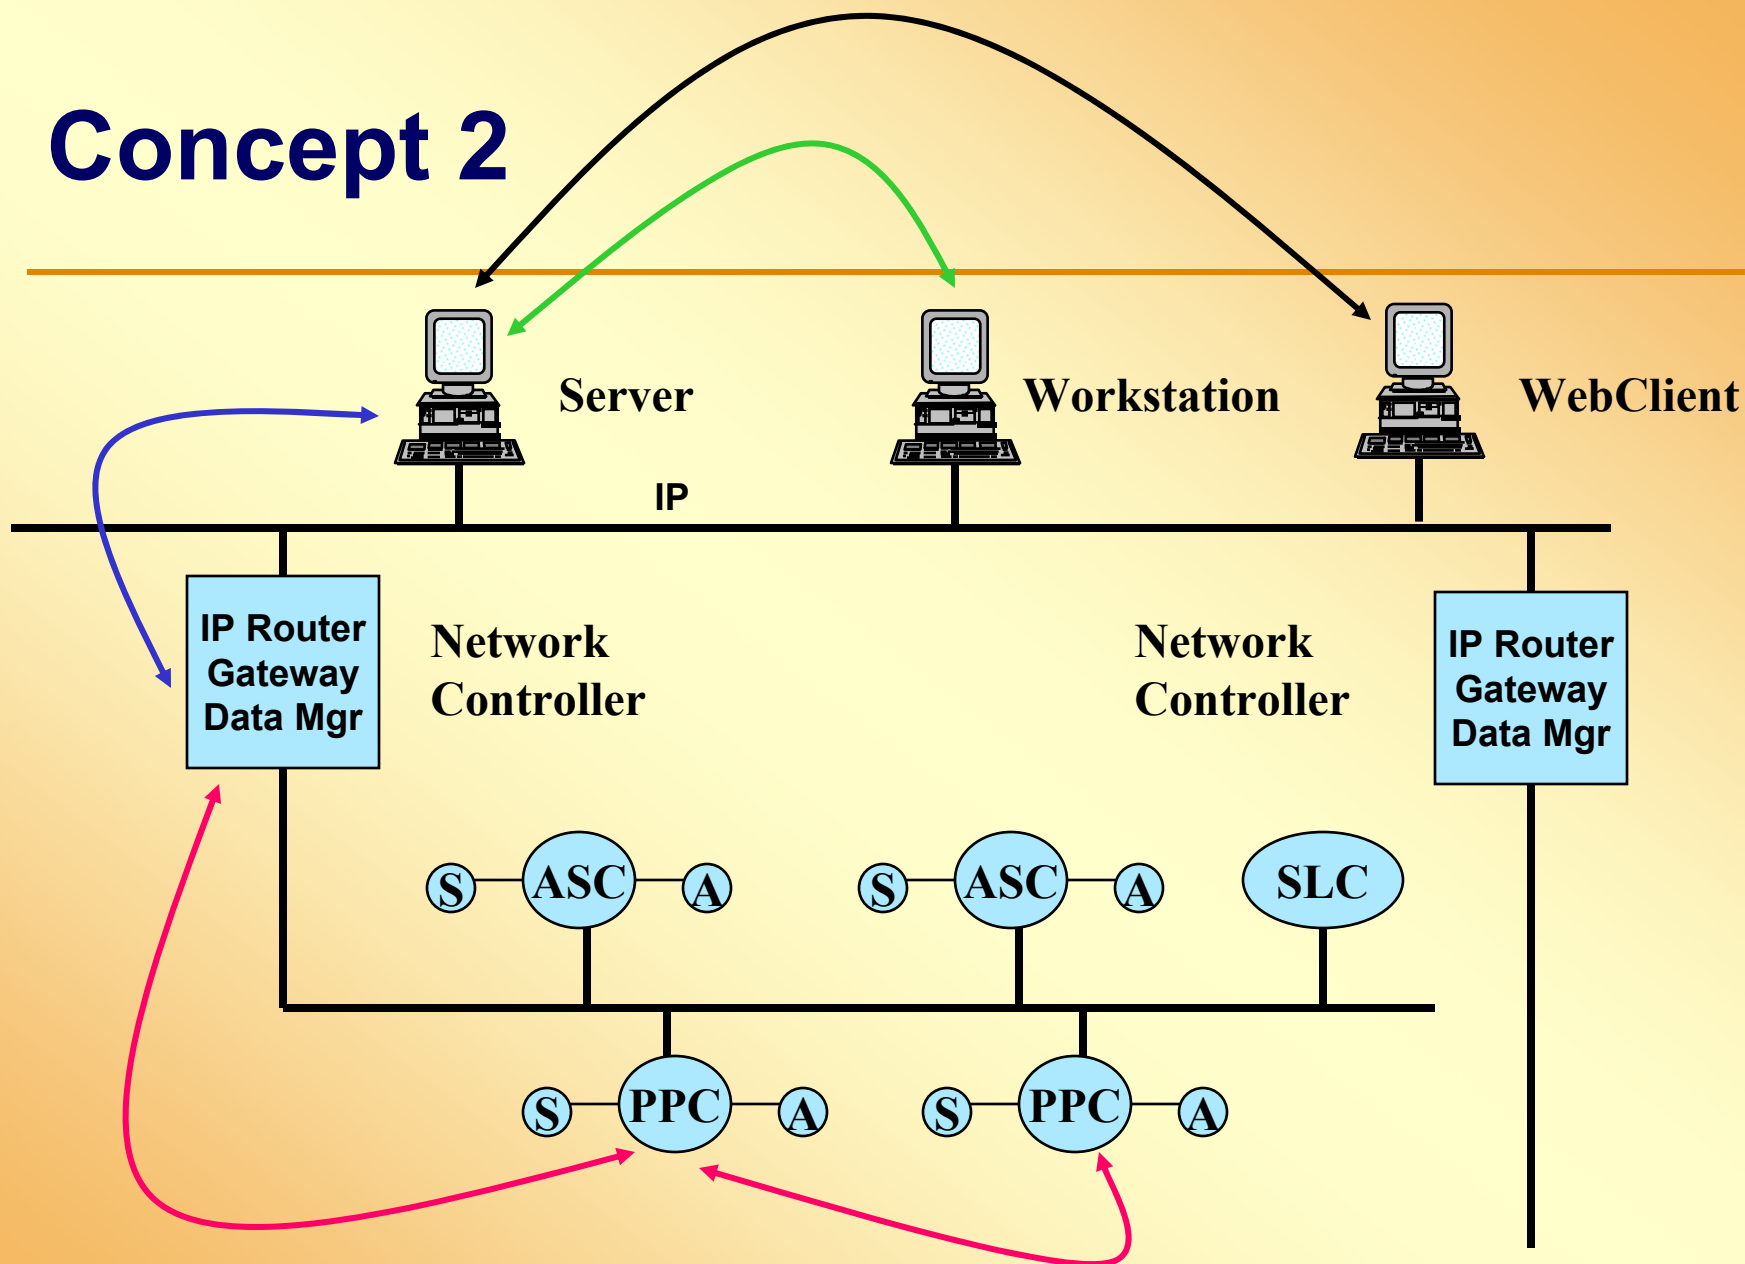 Concept 2
Server
Workstation
WebClient
IP
IP Router
Gateway
Data Mgr
Network
Controller
Network
Controller
IP Router
Gateway
Data Mgr
S ASC A
S ASC A
SLC
S PPC A
S PPC A